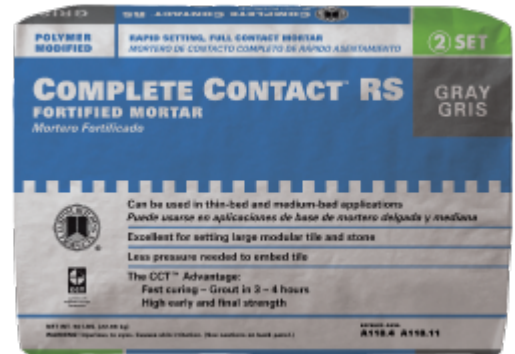 COMPLETE CONTACT RS
POLYMER
MODIFIED
RAPID SETTING, FULL CONTACT MORTAR
MORTERO DE CONTACTO COMPLETO DE RÁPIDO ASENTAMIENTO
2 SET
COMPLETE CONTACT™ RS
FORTIFIED MORTAR
Mortero Fortificado
GRAY
GRIS
Can be used in thin-bed and medium-bed applications
Puede usarse en aplicaciones de base de mortero delgada y mediana
Excellent for setting large modular tile and stone
Less pressure needed to embed tile
The CCT™ Advantage:
Fast curing – Grout in 3 – 4 hours
High early and final strength
A118.4 A118.11